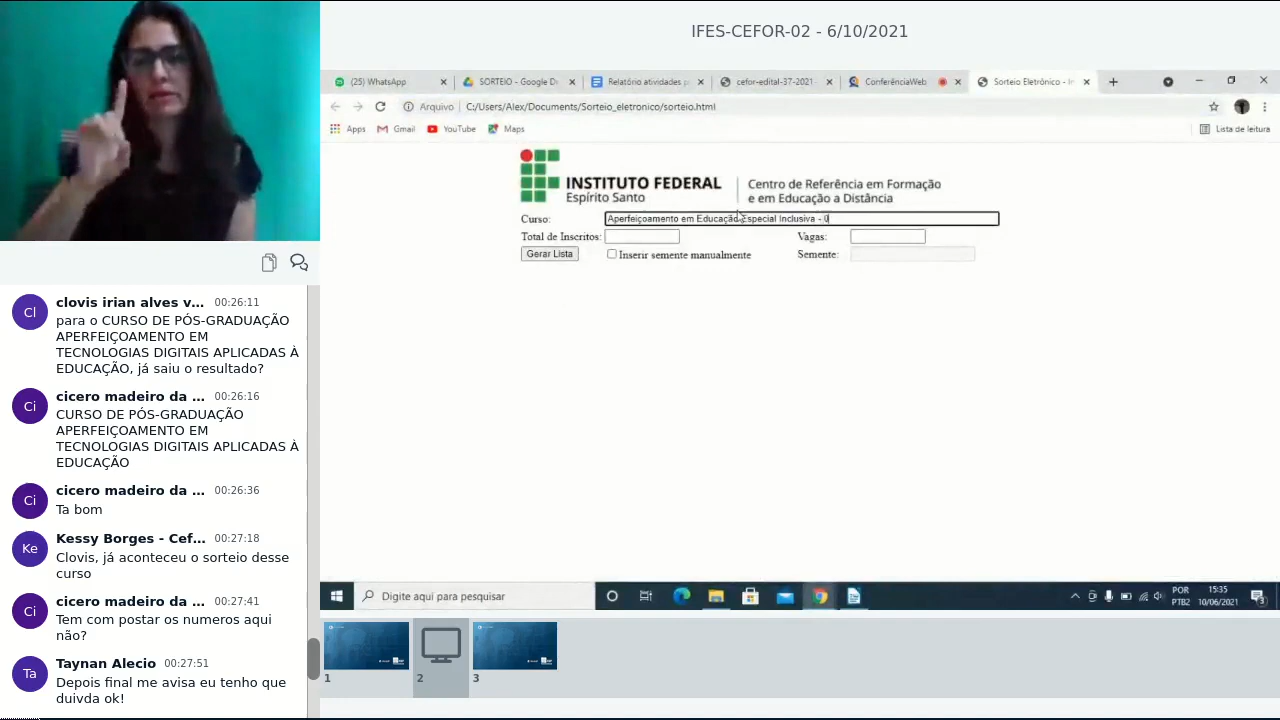 IFES-CEFOR-02 - 6/10/2021
(25) WhatsApp
SORTEIO - Google D
Relatório atividades p
cefor-edital-37-2021-
ConferênciaWeb
Sorteio Eletrônico - I
Arquivo
C:/Users/Alex/Documents/Sorteio_eletronico/sorteio.html
Apps
Gmail
YouTube
Maps
Lista de leitura
INSTITUTO FEDERAL
Espírito Santo
Centro de Referência em Formação
e em Educação a Distância
Curso:
Aperfeiçoamento em Educação Especial Inclusiva - 0
Total de Inscritos:
Vagas:
Gerar Lista
Inserir semente manualmente
Semente:
Cl
clovis irian alves v...
00:26:11
para o CURSO DE PÓS-GRADUAÇÃO
APERFEIÇOAMENTO EM
TECNOLOGIAS DIGITAIS APLICADAS À
EDUCAÇÃO, já saiu o resultado?
Ci
cicero madeiro da ...
00:26:16
CURSO DE PÓS-GRADUAÇÃO
APERFEIÇOAMENTO EM
TECNOLOGIAS DIGITAIS APLICADAS À
EDUCAÇÃO
Ci
cicero madeiro da ...
00:26:36
Ta bom
Ke
Kessy Borges - Cef...
00:27:18
Clovis, já aconteceu o sorteio desse
curso
Ci
cicero madeiro da ...
00:27:41
Tem com postar os numeros aqui
não?
Ta
Taynan Alecio
00:27:51
Depois final me avisa eu tenho que
duivda ok!
Digite aqui para pesquisar
POR
PTB2
15:35
10/06/2021
3
1
2
3